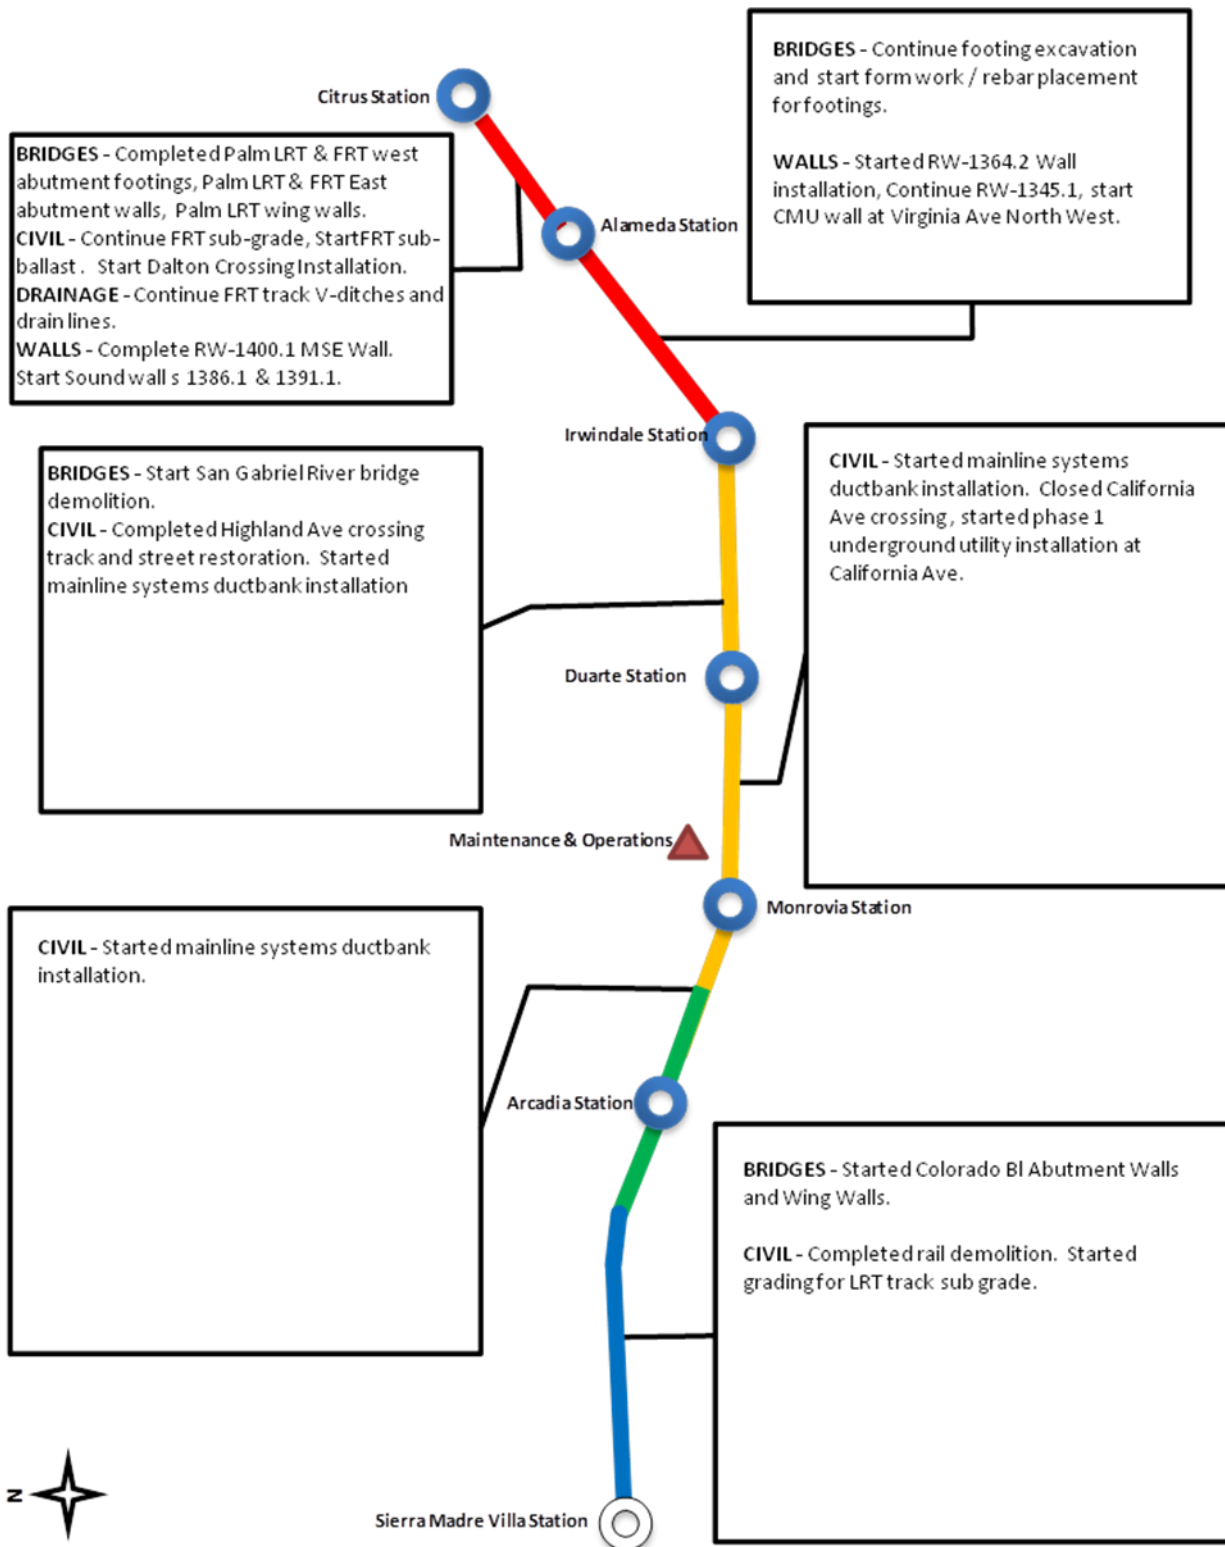 Citrus Station
BRIDGES - Continue footing excavation
and start form work / rebar placement
for footings.
WALLS - Started RW-1364.2 Wall
installation, Continue RW-1345.1, start
CMU wall at Virginia Ave North West.
BRIDGES - Completed Palm LRT & FRT west
abutment footings, Palm LRT & FRT East
abutment walls, Palm LRT wing walls.
CIVIL - Continue FRT sub-grade, Start FRT sub-
ballast. Start Dalton Crossing Installation.
DRAINAGE - Continue FRT track V-ditches and
drain lines.
WALLS - Complete RW-1400.1 MSE Wall.
Start Sound wall s 1386.1 & 1391.1.
Alameda Station
Irwindale Station
BRIDGES - Start San Gabriel River bridge
demolition.
CIVIL - Completed Highland Ave crossing
track and street restoration. Started
mainline systems ductbank installation
CIVIL - Started mainline systems
ductbank installation. Closed California
Ave crossing, started phase 1
underground utility installation at
California Ave.
Duarte Station
Maintenance & Operations
Monrovia Station
CIVIL - Started mainline systems ductbank
installation.
Arcadia Station
BRIDGES - Started Colorado Bl Abutment Walls
and Wing Walls.
CIVIL - Completed rail demolition. Started
grading for LRT track sub grade.
N
Sierra Madre Villa Station